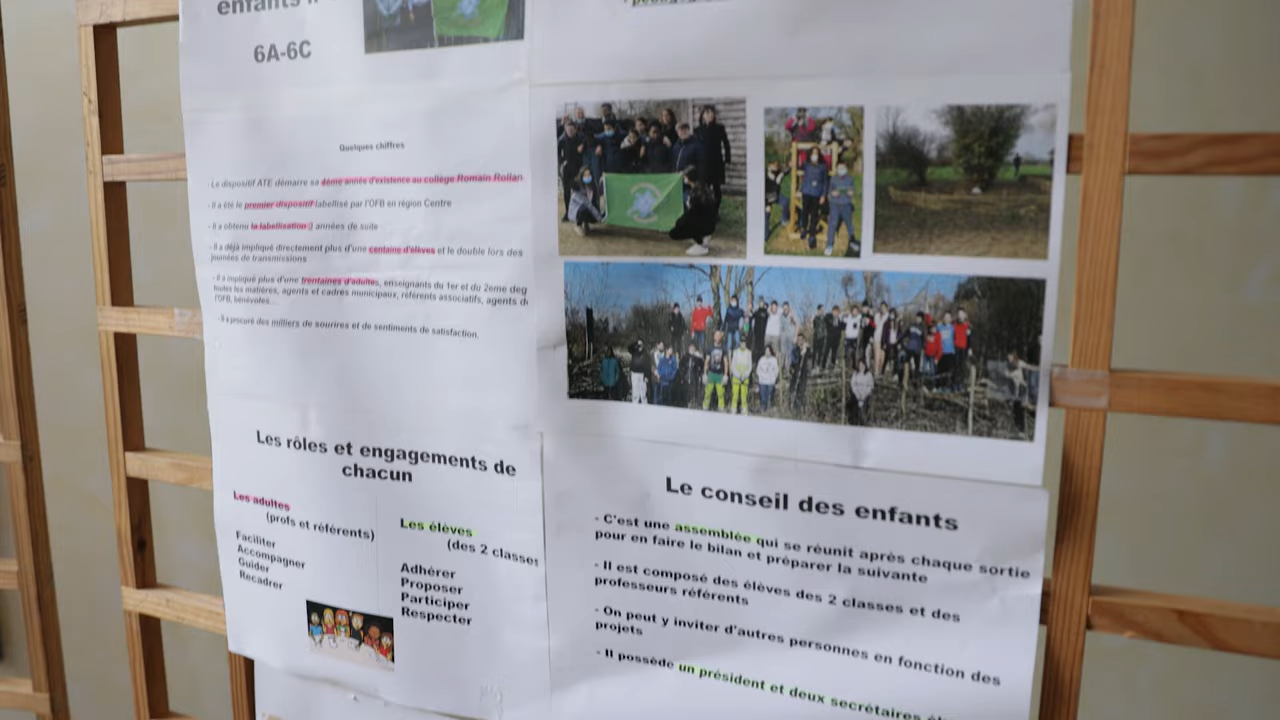 enfants
6A-6C
Quelques chiffres
- Le dispositif ATE démarre sa 4ème année d'existence au collège Romain Rollan
- Il a été le premier dispositif labellisé par l'OFB en région Centre
- Il a obtenu la labellisation 3 années de suite
- Il a déjà impliqué directement plus d'une centaine d'élèves et le double lors des
journées de transmissions
- Il a impliqué plus d'une trentaines d'adultes, enseignants du 1er et du 2eme deg
toutes les matières, agents et cadres municipaux, référents associatifs, agents de
l'OFB, bénévoles...
- Il a procuré des milliers de sourires et de sentiments de satisfaction.
Les rôles et engagements de
chacun
Les adultes
(profs et référents)
Faciliter
Accompagner
Guider
Recadrer
Les élèves
(des 2 classes
Adhérer
Proposer
Participer
Respecter
Le conseil des enfants
- C'est une assemblée qui se réunit après chaque sortie
pour en faire le bilan et préparer la suivante
- Il est composé des élèves des 2 classes et des
professeurs référents
- On peut y inviter d'autres personnes en fonction des
projets
- Il possède un président et deux secrétaires